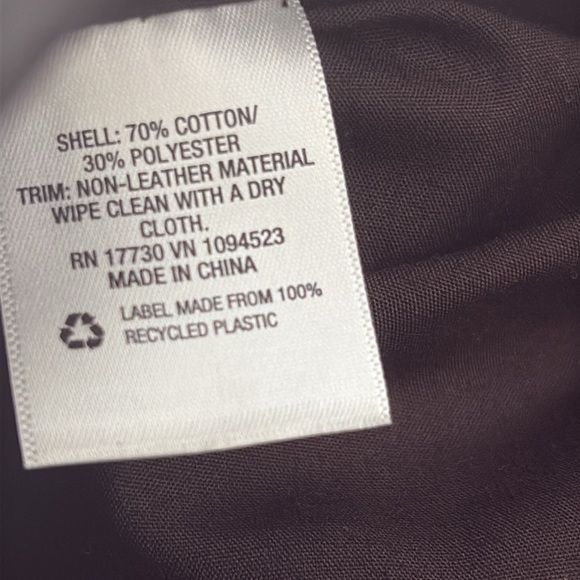 SHELL: 70% COTTON/
30% POLYESTER
TRIM: NON-LEATHER MATERIAL
WIPE CLEAN WITH A DRY
CLOTH.
RN 17730 VN 1094523
MADE IN CHINA
LABEL MADE FROM 100%
RECYCLED PLASTIC